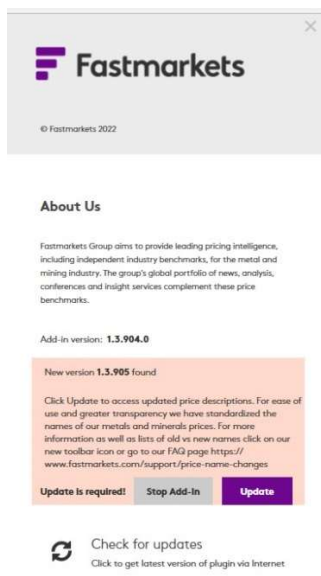 Fastmarkets
© Fastmarkets 2022
About Us
Fastmarkets Group aims to provide leading pricing intelligence,
including independent industry benchmarks, for the metal and
mining industry. The group's global portfolio of news, analysis,
conferences and insight services complement these price
benchmarks.
Add-in version: 1.3.904.0
New version 1.3.905 found
Click Update to access updated price descriptions. For ease of
use and greater transparency we have standardized the
names of our metals and minerals prices. For more
information as well as lists of old vs new names click on our
new toolbar icon or go to our FAQ page https://
www.fastmarkets.com/support/price-name-changes
Update is required! Stop Add-In Update
Check for updates
Click to get latest version of plugin via Internet